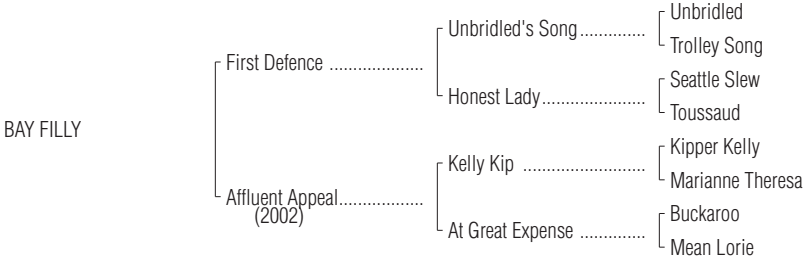 Unbridled
Unbridled's Song..............
Trolley Song
First Defence ....................
Seattle Slew
Honest Lady......................
Toussaud
BAY FILLY
Kipper Kelly
Kelly Kip ..........................
Marianne Theresa
Affluent Appeal..................
(2002)
Buckaroo
At Great Expense ..............
Mean Lorie